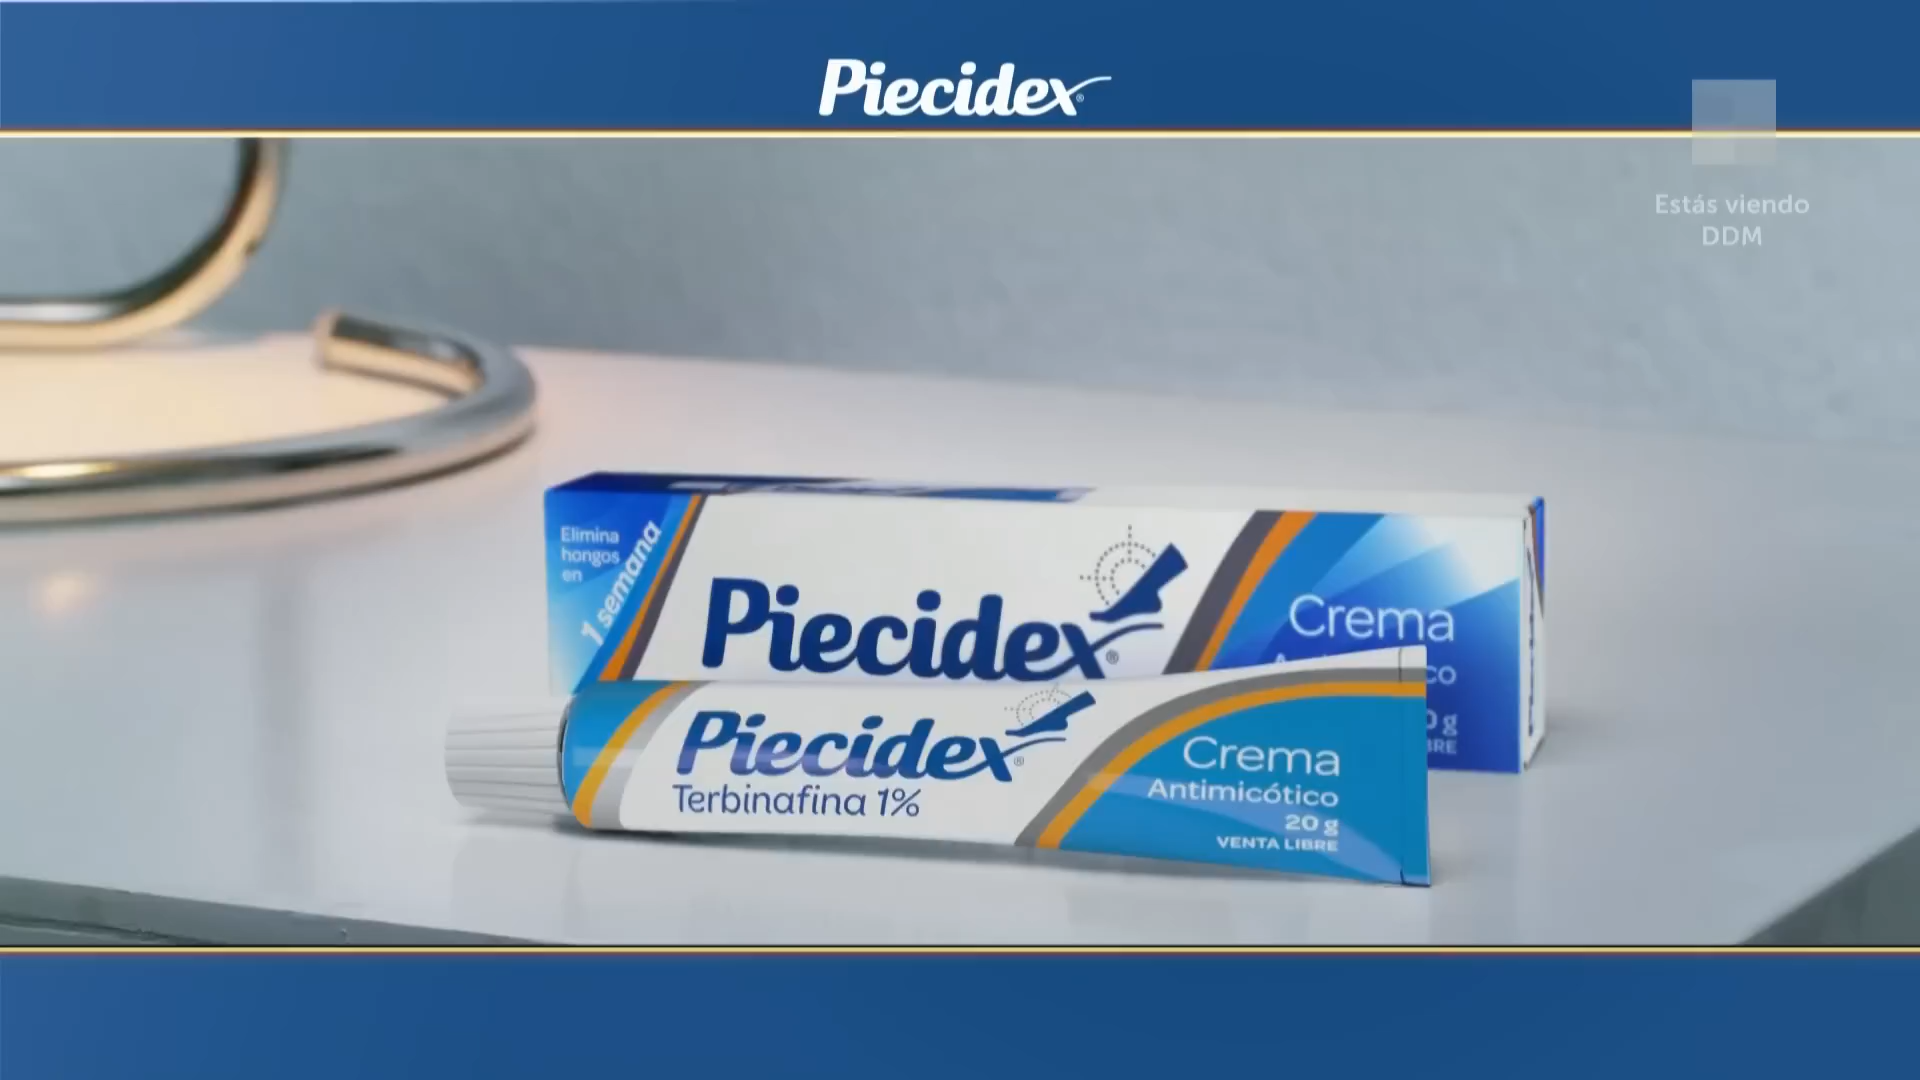 Piecidex
Estás viendo
DDM
Elimina
hongos
en
1 semana
Piecidex
Crema
Piecidex
Terbinafina 1%
Crema
Antimicótico
20 g
VENTA LIBRE